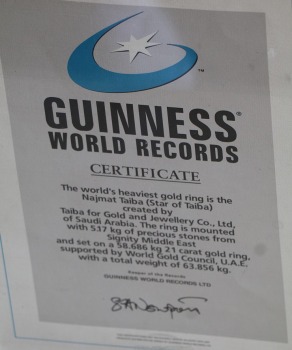 ™
GUINNESS®
WORLD RECORDS
CERTIFICATE
The world's heaviest gold ring is the
Najmat Taiba (Star of Taiba)
created by
Taiba for Gold and Jewellery Co., Ltd,
of Saudi Arabia. The ring is mounted
with 5.17 kg of precious stones from
Signity Middle East
and set on a 58.686 kg 21 carat gold ring,
supported by World Gold Council, U.A.E.
with a total weight of 63.856 kg.
Keeper of the Records
GUINNESS WORLD RECORDS LTD